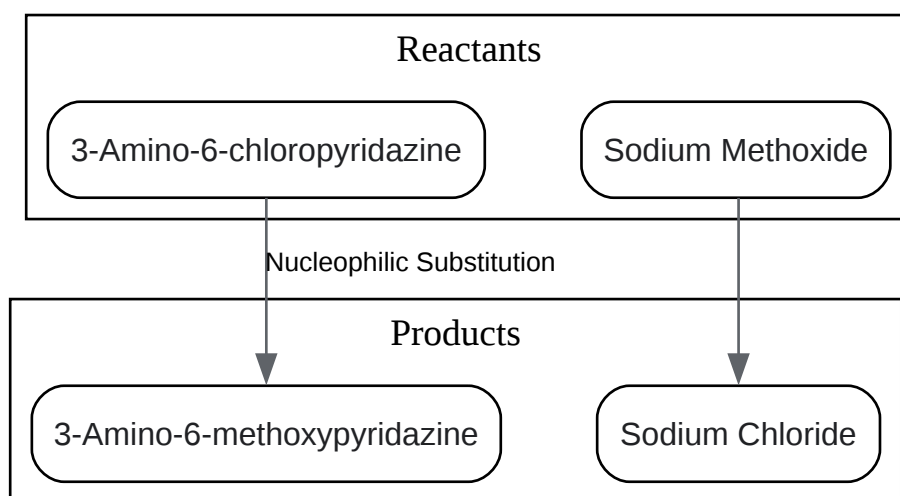 Reactants
3-Amino-6-chloropyridazine
Sodium Methoxide
Nucleophilic Substitution
Products
3-Amino-6-methoxypyridazine
Sodium Chloride